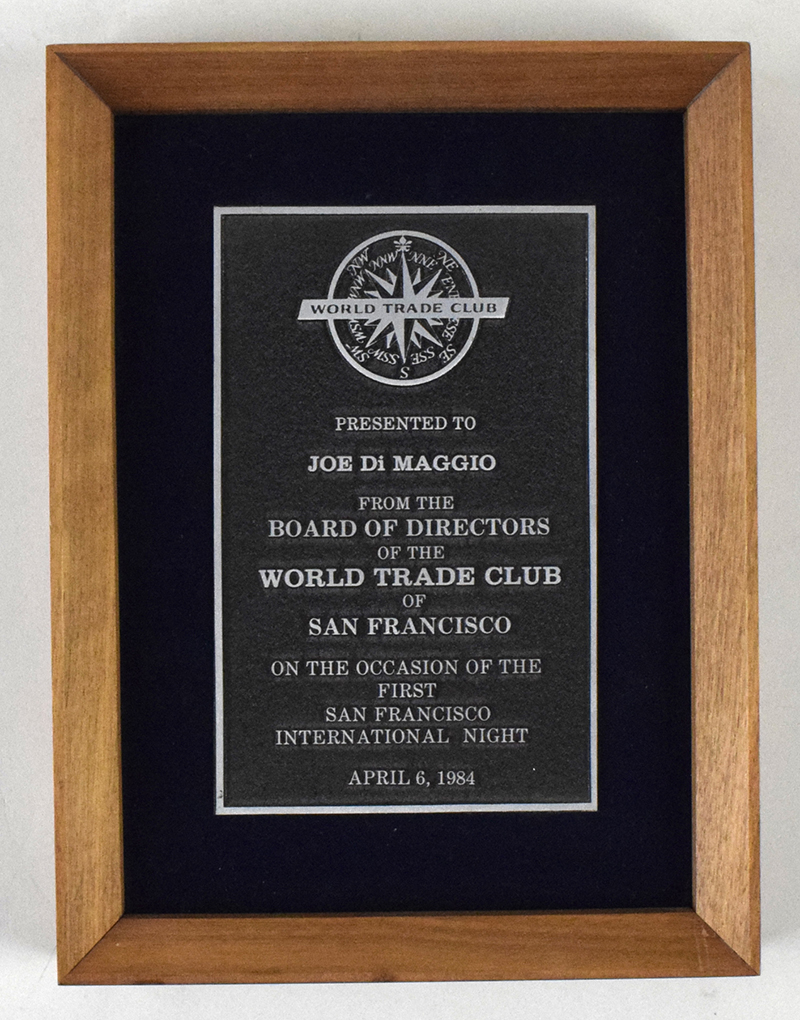 NW NNW NNE NE
WNW ENE
WORLD TRADE CLUB
WSW ESE
SW SSW SSE SE
S
PRESENTED TO
JOE Di MAGGIO
FROM THE
BOARD OF DIRECTORS
OF THE
WORLD TRADE CLUB
OF
SAN FRANCISCO
ON THE OCCASION OF THE
FIRST
SAN FRANCISCO
INTERNATIONAL NIGHT
APRIL 6, 1984